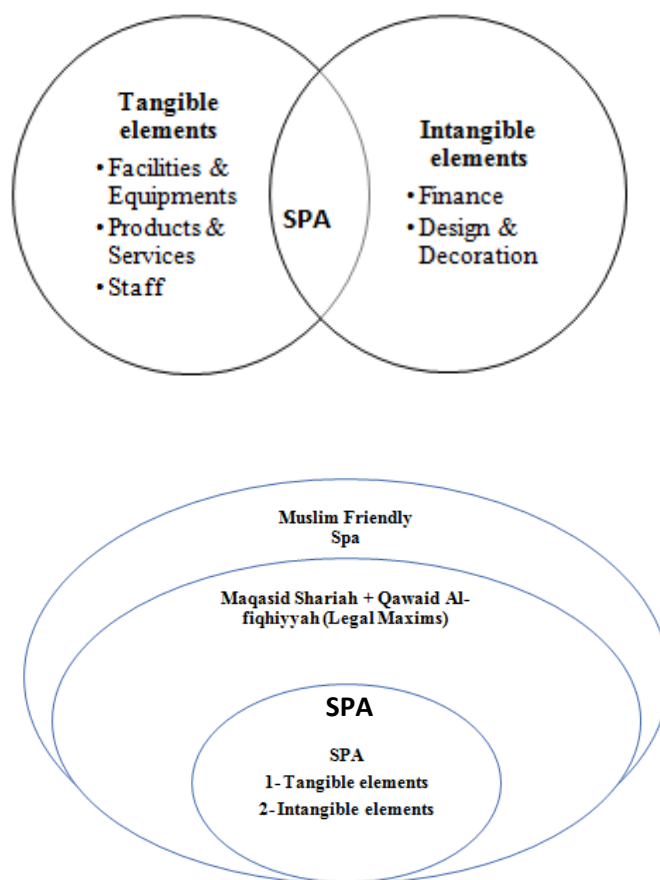 Tangible
elements
• Facilities &
Equipments
• Products &
Services
• Staff
SPA
Intangible
elements
• Finance
• Design &
Decoration
Muslim Friendly
Spa
Maqasid Shariah + Qawaid Al-
fiqhiyyah (Legal Maxims)
SPA
SPA
1- Tangible elements
2- Intangible elements